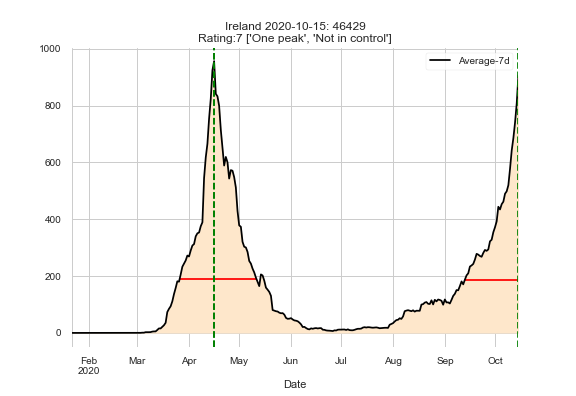 Ireland 2020-10-15: 46429
Rating:7 ['One peak', 'Not in control']
Average-7d
1000
800
600
400
200
0
Feb
2020
Mar
Apr
May
Jun
Jul
Aug
Sep
Oct
Date